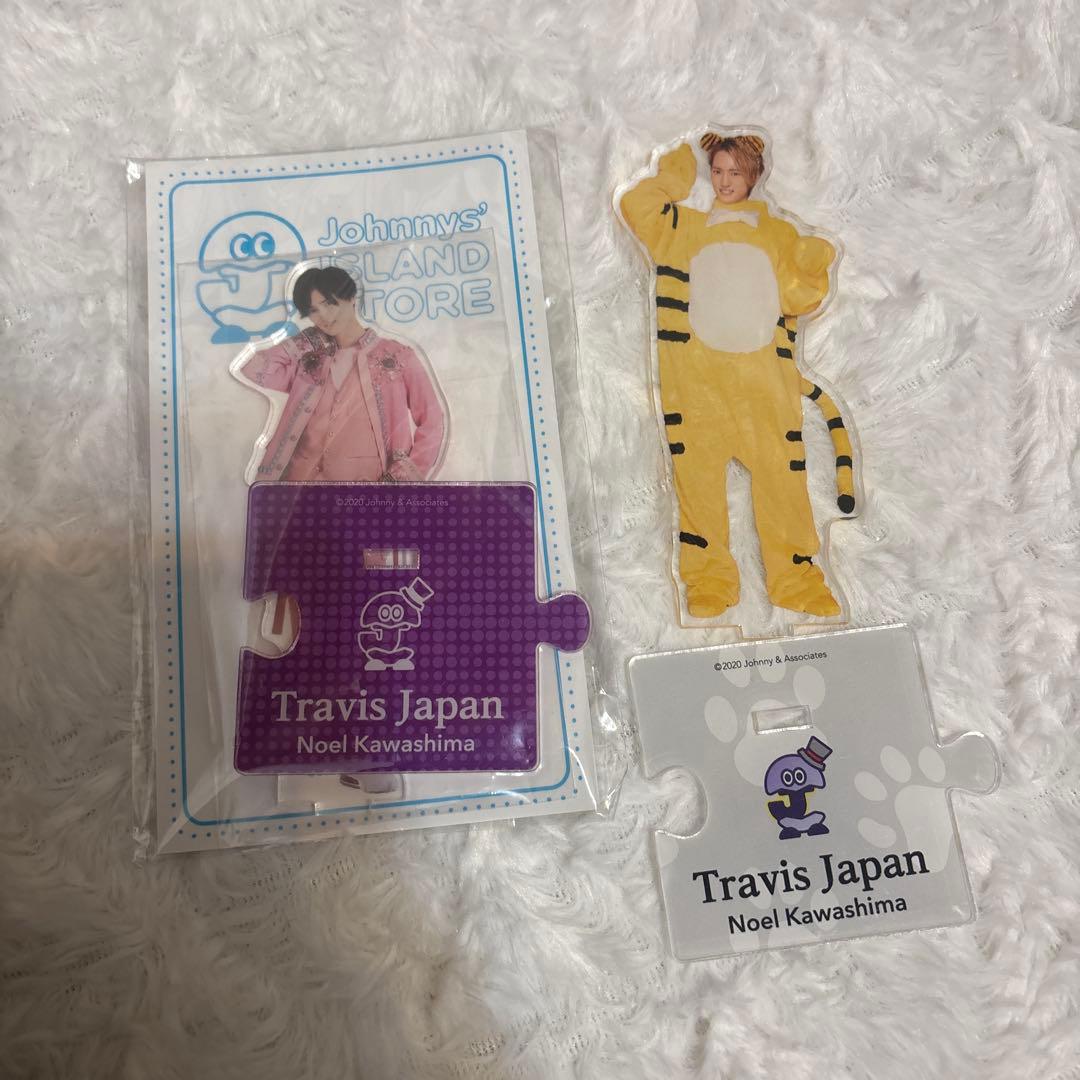 Johnnys'
ISLAND
STORE
©2020 Johnny & Associates
Travis Japan
Noel Kawashima
©2020 Johnny & Associates
Travis Japan
Noel Kawashima